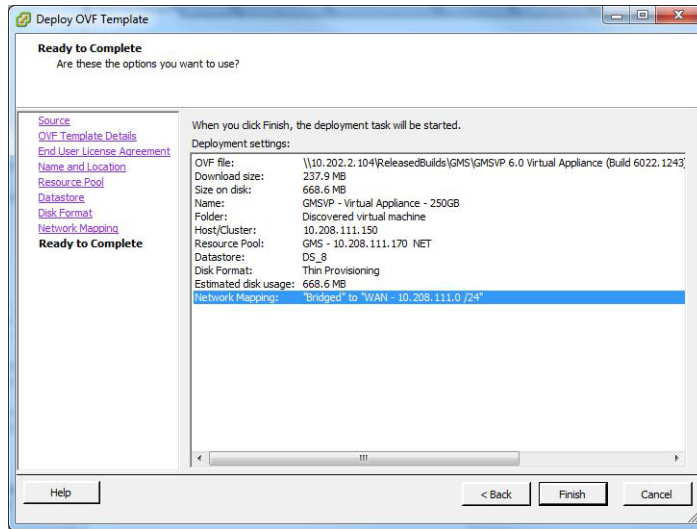 Deploy OVF Template
Ready to Complete
Are these the options you want to use?
Source
OVF Template Details
End User License Agreement
Name and Location
Resource Pool
Datastore
Disk Format
Network Mapping
Ready to Complete
When you click Finish, the deployment task will be started.
Deployment settings:
OVF file: \\10.202.2.104\ReleasedBuilds\GMS\GMSVP 6.0 Virtual Appliance (Build 6022.1243)
Download size: 237.9 MB
Size on disk: 668.6 MB
Name: GMSVP - Virtual Appliance - 250GB
Folder: Discovered virtual machine
Host/Cluster: 10.208.111.150
Resource Pool: GMS - 10.208.111.170 NET
Datastore: DS_8
Disk Format: Thin Provisioning
Estimated disk usage: 668.6 MB
Network Mapping: "Bridged" to "WAN - 10.208.111.0 /24"
Help
< Back
Finish
Cancel